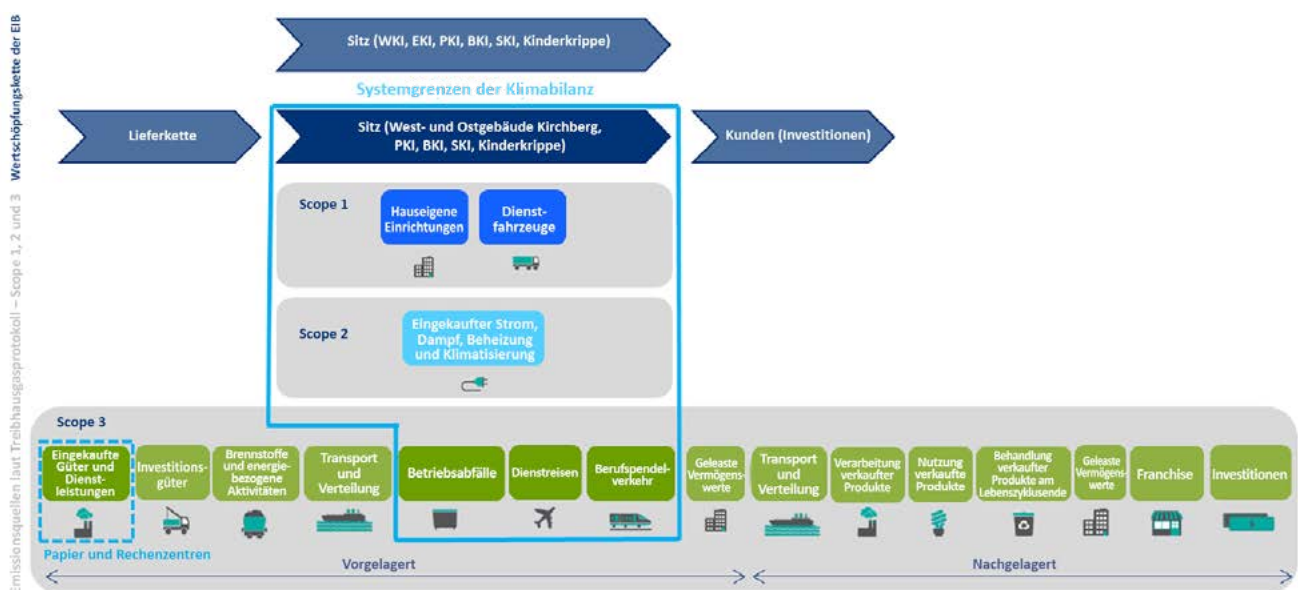 Sitz (WKI, EKI, PKI, BKI, SKI, Kinderkrippe)
Systemgrenzen der Klimabilanz
Lieferkette
Sitz (West- und Ostgebäude Kirchberg,
PKI, BKI, SKI, Kinderkrippe)
Kunden (Investitionen)
Wertschöpfungskette der EIB
Emissionsquellen laut Treibhausgasprotokoll – Scope 1, 2 und 3
Scope 1
Hauseigene
Einrichtungen
Dienst-
fahrzeuge
Scope 2
Eingekaufter Strom,
Dampf, Beheizung
und Klimatisierung
Scope 3
Eingekaufte
Güter und
Dienst-
leistungen
Investitions-
güter
Brennstoffe
und energie-
bezogene
Aktivitäten
Transport
und
Verteilung
Betriebsabfälle
Dienstreisen
Berufspendel-
verkehr
Geleaste
Vermögens-
werte
Transport
und
Verteilung
Verarbeitung
verkaufter
Produkte
Nutzung
verkaufte
Produkte
Behandlung
verkaufter
Produkte am
Lebenszyklusende
Geleaste
Vermögens-
werte
Franchise
Investitionen
Papier und Rechenzentren
Vorgelagert
Nachgelagert